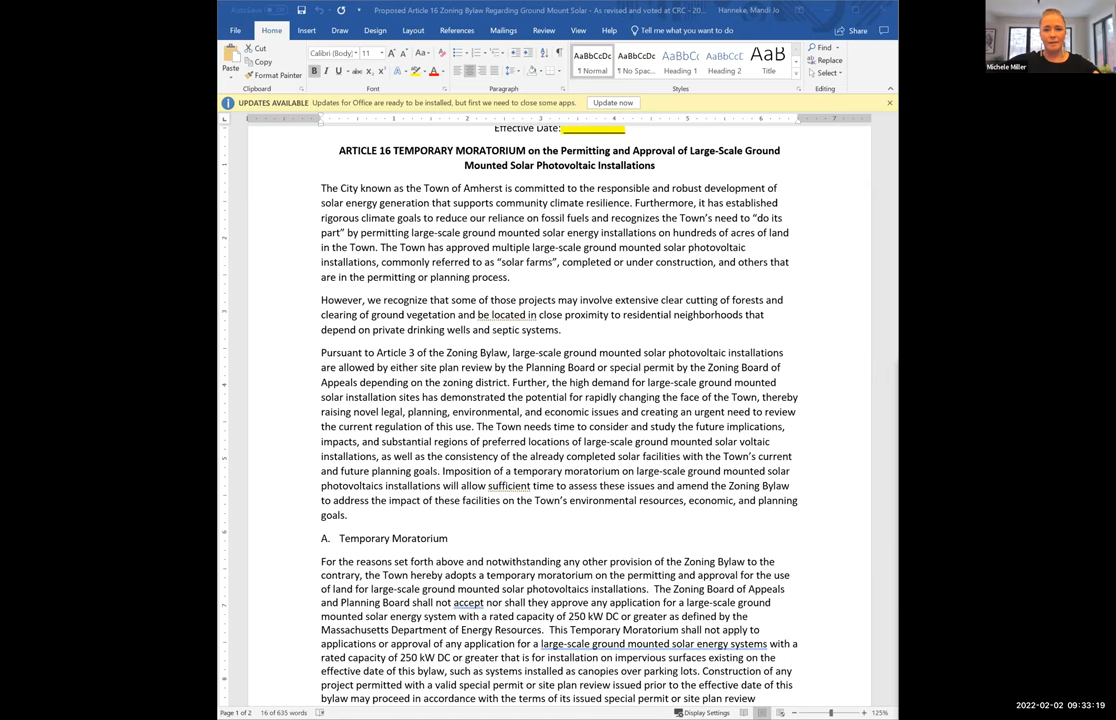 AutoSave
Proposed Article 16 Zoning Bylaw Regarding Ground Mount Solar - As revised and voted at CRC - 20...
Hanneke, Mandi Jo
File Home Insert Draw Design Layout References Mailings Review View Help Tell me what you want to do Share
Paste
Cut
Copy
Format Painter
Clipboard
Calibri (Body) 11
Font
Paragraph
AaBbCcDc AaBbCcDc AaBbCc AaBbCcD AaB
¶ Normal ¶ No Spac... Heading 1 Heading 2 Title
Styles
Find
Replace
Select
Editing
UPDATES AVAILABLE Updates for Office are ready to be installed, but first we need to close some apps. Update now
Effective Date:
ARTICLE 16 TEMPORARY MORATORIUM on the Permitting and Approval of Large-Scale Ground
Mounted Solar Photovoltaic Installations
The City known as the Town of Amherst is committed to the responsible and robust development of
solar energy generation that supports community climate resilience. Furthermore, it has established
rigorous climate goals to reduce our reliance on fossil fuels and recognizes the Town's need to “do its
part” by permitting large-scale ground mounted solar energy installations on hundreds of acres of land
in the Town. The Town has approved multiple large-scale ground mounted solar photovoltaic
installations, commonly referred to as “solar farms”, completed or under construction, and others that
are in the permitting or planning process.
However, we recognize that some of those projects may involve extensive clear cutting of forests and
clearing of ground vegetation and be located in close proximity to residential neighborhoods that
depend on private drinking wells and septic systems.
Pursuant to Article 3 of the Zoning Bylaw, large-scale ground mounted solar photovoltaic installations
are allowed by either site plan review by the Planning Board or special permit by the Zoning Board of
Appeals depending on the zoning district. Further, the high demand for large-scale ground mounted
solar installation sites has demonstrated the potential for rapidly changing the face of the Town, thereby
raising novel legal, planning, environmental, and economic issues and creating an urgent need to review
the current regulation of this use. The Town needs time to consider and study the future implications,
impacts, and substantial regions of preferred locations of large-scale ground mounted solar voltaic
installations, as well as the consistency of the already completed solar facilities with the Town's current
and future planning goals. Imposition of a temporary moratorium on large-scale ground mounted solar
photovoltaics installations will allow sufficient time to assess these issues and amend the Zoning Bylaw
to address the impact of these facilities on the Town's environmental resources, economic, and planning
goals.
A. Temporary Moratorium
For the reasons set forth above and notwithstanding any other provision of the Zoning Bylaw to the
contrary, the Town hereby adopts a temporary moratorium on the permitting and approval for the use
of land for large-scale ground mounted solar photovoltaics installations. The Zoning Board of Appeals
and Planning Board shall not accept nor shall they approve any application for a large-scale ground
mounted solar energy system with a rated capacity of 250 kW DC or greater as defined by the
Massachusetts Department of Energy Resources. This Temporary Moratorium shall not apply to
applications or approval of any application for a large-scale ground mounted solar energy systems with a
rated capacity of 250 kW DC or greater that is for installation on impervious surfaces existing on the
effective date of this bylaw, such as systems installed as canopies over parking lots. Construction of any
project permitted with a valid special permit or site plan review issued prior to the effective date of this
bylaw may proceed in accordance with the terms of its issued special permit or site plan review
Page 1 of 2 16 of 635 words Display Settings 125%
Michele Miller
2022-02-02 09:33:19